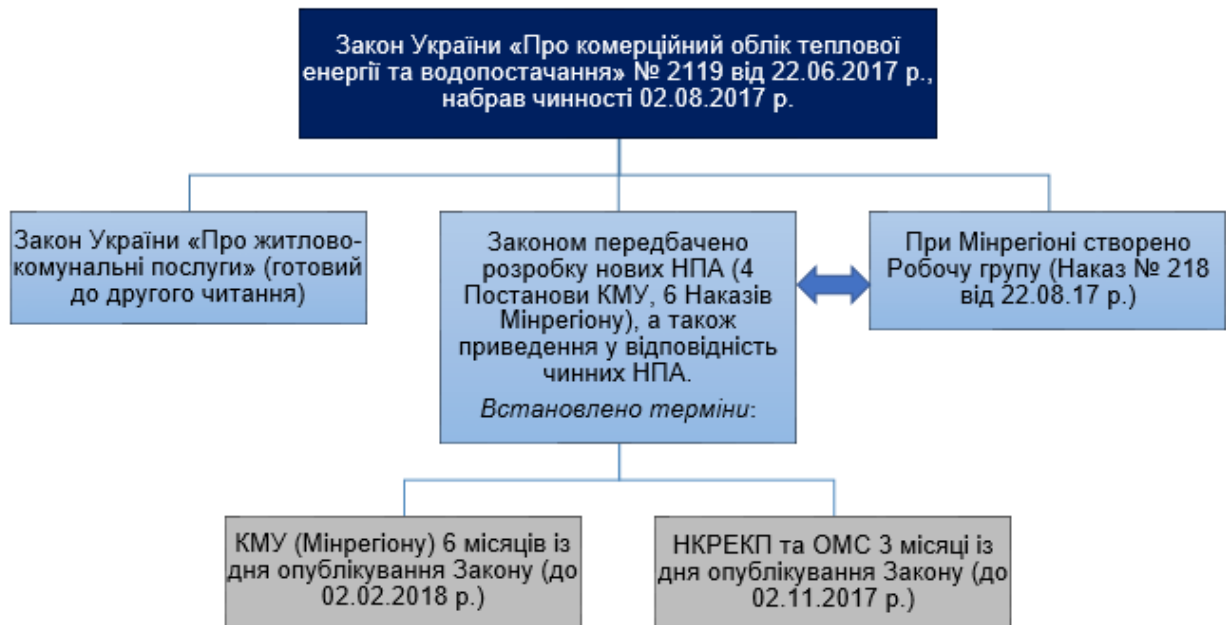 Закон України «Про комерційний облік теплової
енергії та водопостачання» № 2119 від 22.06.2017 р.,
набрав чинності 02.08.2017 р.
Закон України «Про житлово-
комунальні послуги» (готовий
до другого читання)
Законом передбачено
розробку нових НПА (4
Постанови КМУ, 6 Наказів
Мінрегіону), а також
приведення у відповідність
чинних НПА.
Встановлено терміни:
При Мінрегіоні створено
Робочу групу (Наказ № 218
від 22.08.17 р.)
КМУ (Мінрегіону) 6 місяців із
дня опублікування Закону (до
02.02.2018 р.)
НКРЕКП та ОМС 3 місяці із
дня опублікування Закону (до
02.11.2017 р.)